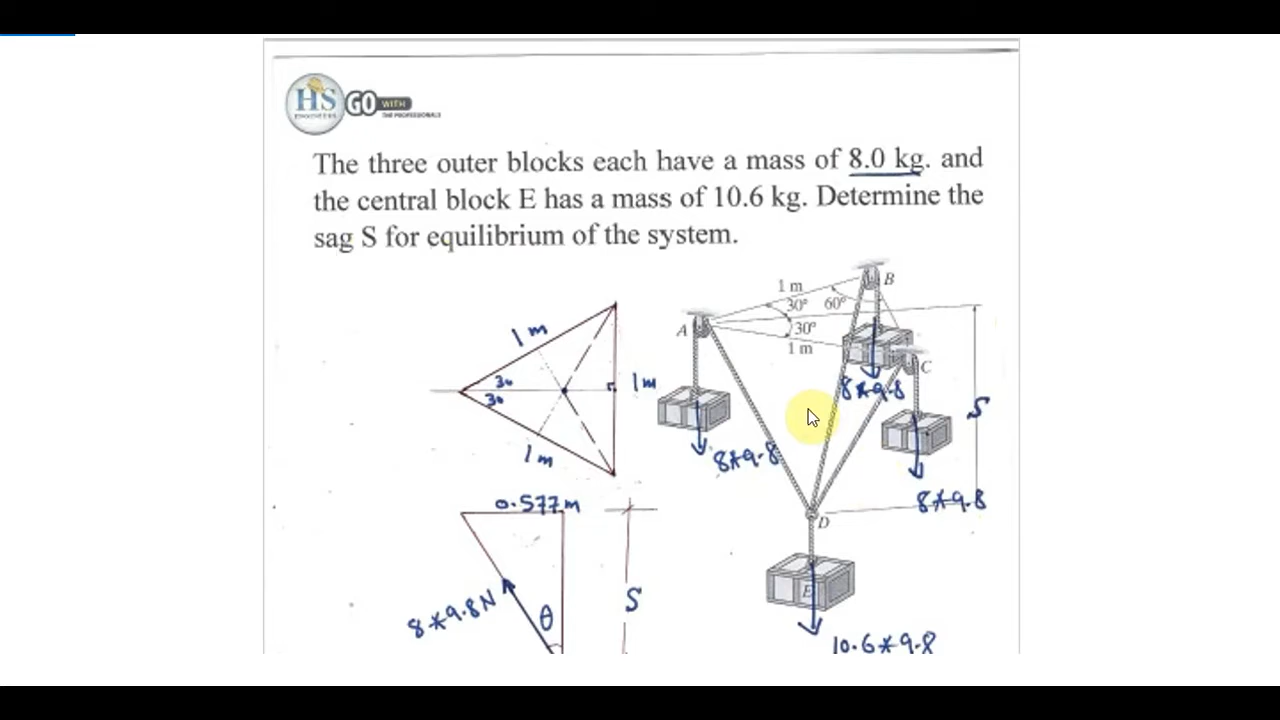 HS
ENGINEERS
GO WITH
THE PROFESSIONALS
The three outer blocks each have a mass of 8.0 kg. and
the central block E has a mass of 10.6 kg. Determine the
sag S for equilibrium of the system.
1 m
30
30
1 m
1 m
1 m
30°
60°
30°
1 m
A
B
C
8*9.8
8*9.8
8*9.8
S
D
E
10.6*9.8
0.577m
8*9.8N
θ
S